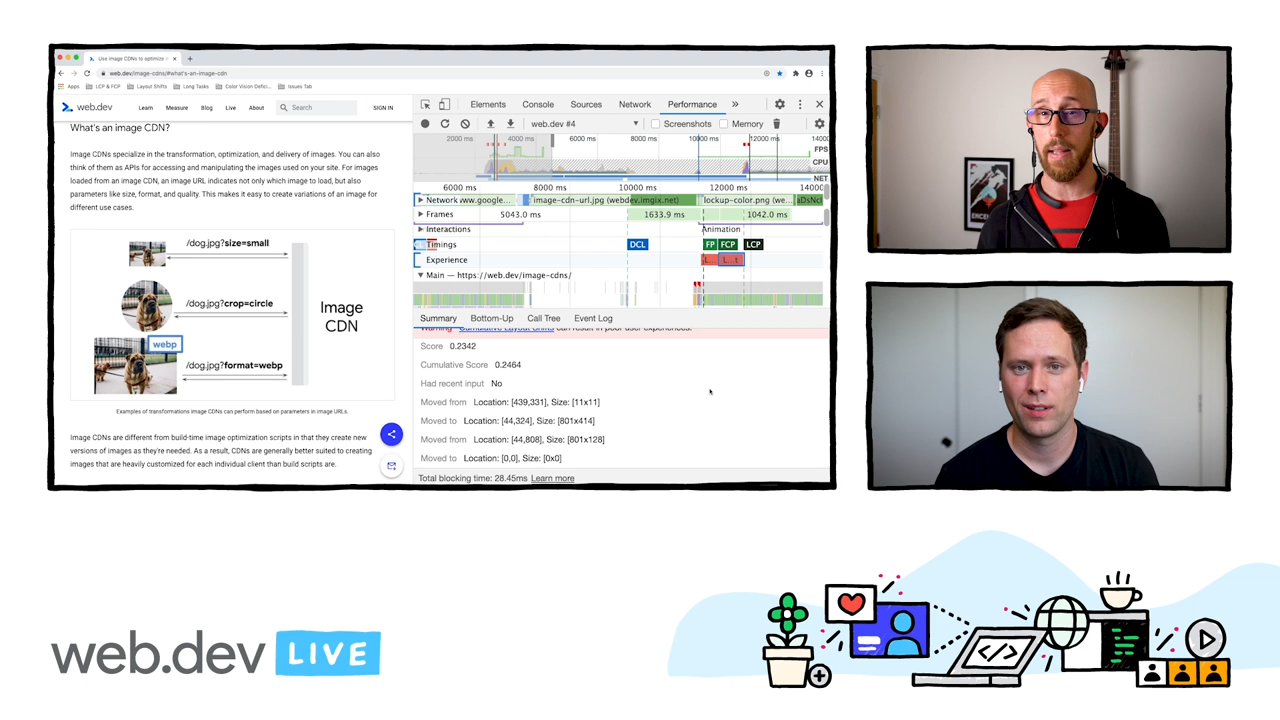 Use image CDNs to optimize
web.dev/image-cdns/#what's-an-image-cdn
Apps
LCP & FCP
Layout Shifts
Long Tasks
Color Vision Defici...
Issues Tab
web.dev
Learn
Measure
Blog
Live
About
Search
SIGN IN
What's an image CDN?
Image CDNs specialize in the transformation, optimization, and delivery of images. You can also
think of them as APIs for accessing and manipulating the images used on your site. For images
loaded from an image CDN, an image URL indicates not only which image to load, but also
parameters like size, format, and quality. This makes it easy to create variations of an image for
different use cases.
/dog.jpg?size=small
/dog.jpg?crop=circle
webp
/dog.jpg?format=webp
Image
CDN
Examples of transformations image CDNs can perform based on parameters in image URLs.
Image CDNs are different from build-time image optimization scripts in that they create new
versions of images as they're needed. As a result, CDNs are generally better suited to creating
images that are heavily customized for each individual client than build scripts are.
Elements
Console
Sources
Network
Performance
»
web.dev #4
Screenshots
Memory
2000 ms
4000 ms
6000 ms
8000 ms
10000 ms
12000 ms
1400
FPS
CPU
NET
6000 ms
8000 ms
10000 ms
12000 ms
14000
Network
www.google...
image-cdn-url.jpg (webdev.imgix.net)
lockup-color.png (we...
aDsNcl
Frames
5043.0 ms
1633.9 ms
1042.0 ms
Interactions
Animation
Timings
DCL
FP
FCP
LCP
Experience
L...
L...t
Main — https://web.dev/image-cdns/
Summary
Bottom-Up
Call Tree
Event Log
Warning Cumulative Layout Shifts can result in poor user experiences.
Score 0.2342
Cumulative Score 0.2464
Had recent input No
Moved from Location: [439,331], Size: [11x11]
Moved to Location: [44,324], Size: [801x414]
Moved from Location: [44,808], Size: [801x128]
Moved to Location: [0,0], Size: [0x0]
Total blocking time: 28.45ms Learn more
web.dev LIVE